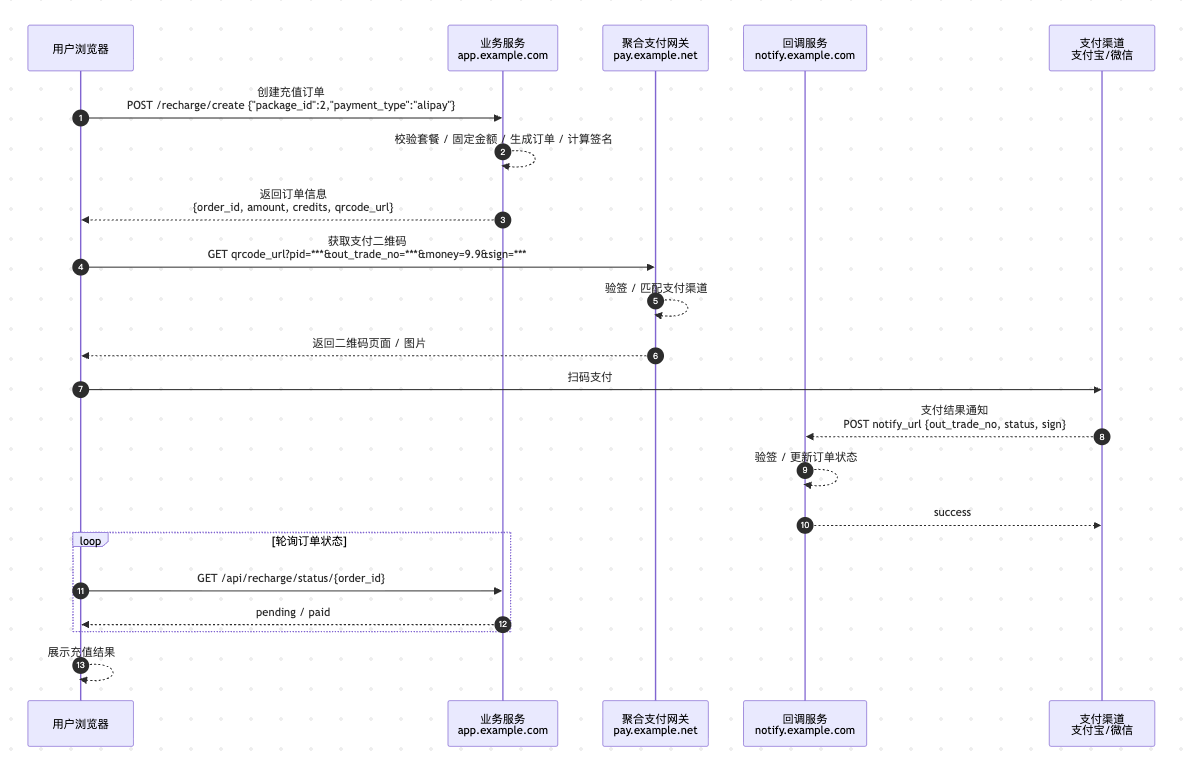 用户浏览器
业务服务
app.example.com
聚合支付网关
pay.example.net
回调服务
notify.example.com
支付渠道
支付宝/微信
创建充值订单
POST /recharge/create {"package_id":2,"payment_type":"alipay"}
1
校验套餐 / 固定金额 / 生成订单 / 计算签名
2
返回订单信息
{order_id, amount, credits, qrcode_url}
3
获取支付二维码
GET qrcode_url?pid=***&out_trade_no=***&money=9.9&sign=***
4
验签 / 匹配支付渠道
5
返回二维码页面 / 图片
6
扫码支付
7
支付结果通知
POST notify_url {out_trade_no, status, sign}
8
验签 / 更新订单状态
9
success
10
loop
[轮询订单状态]
GET /api/recharge/status/{order_id}
11
pending / paid
12
展示充值结果
13
用户浏览器
业务服务
app.example.com
聚合支付网关
pay.example.net
回调服务
notify.example.com
支付渠道
支付宝/微信